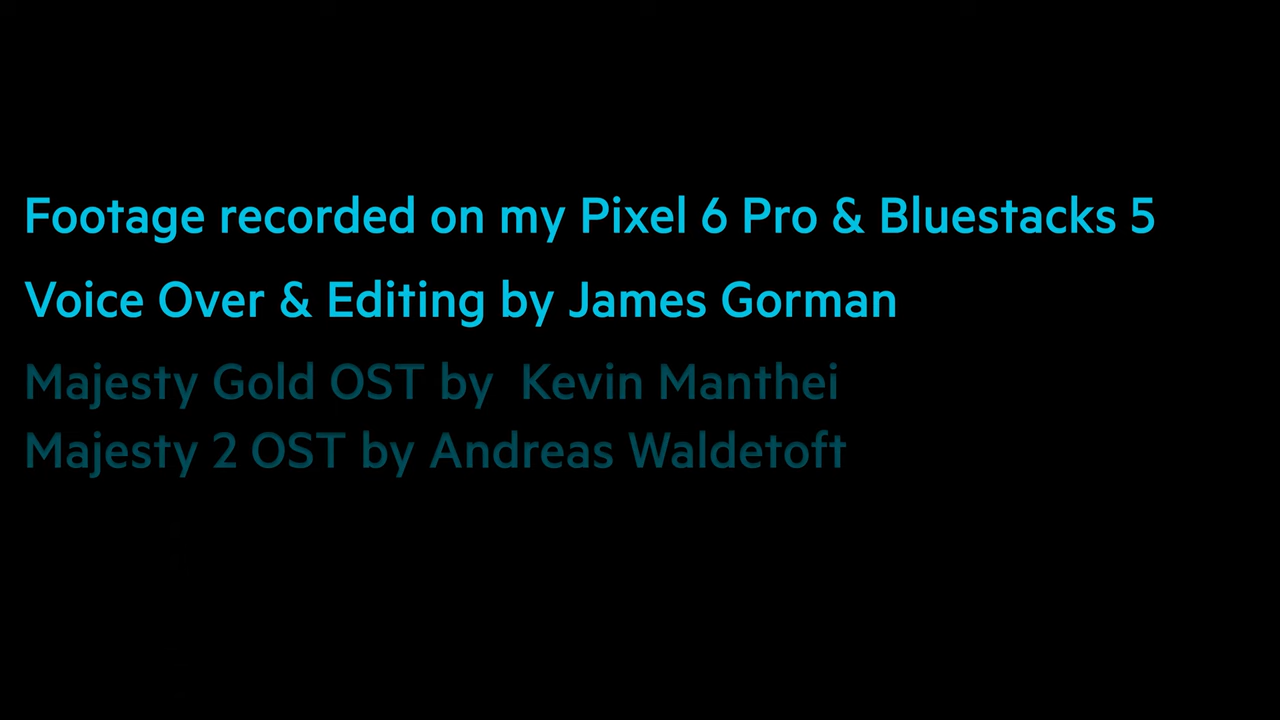 Footage recorded on my Pixel 6 Pro & Bluestacks 5
Voice Over & Editing by James Gorman
Majesty Gold OST by  Kevin Manthei
Majesty 2 OST by Andreas Waldetoft